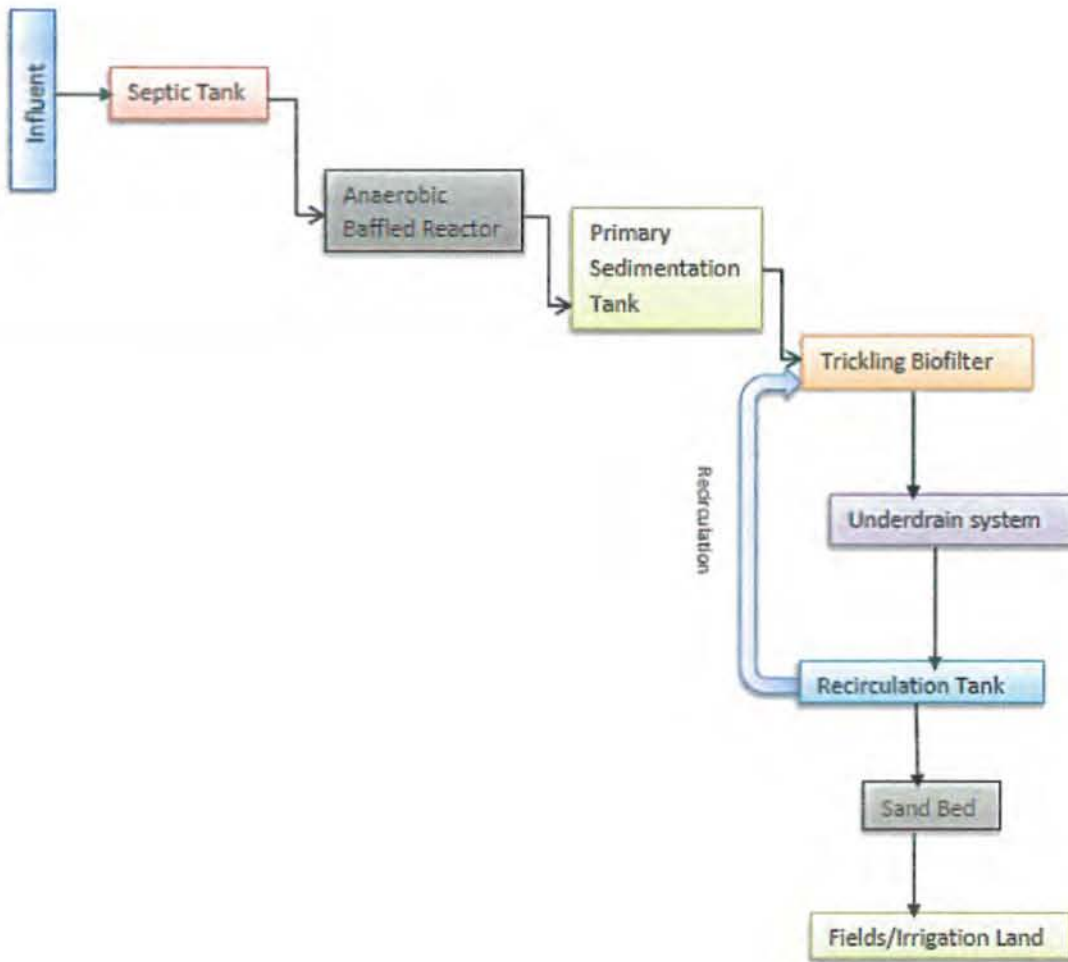 Influent
Septic Tank
Anaerobic
Baffled Reactor
Primary
Sedimentation
Tank
Trickling Biofilter
Recirculation
Underdrain system
Recirculation Tank
Sand Bed
Fields/Irrigation Land